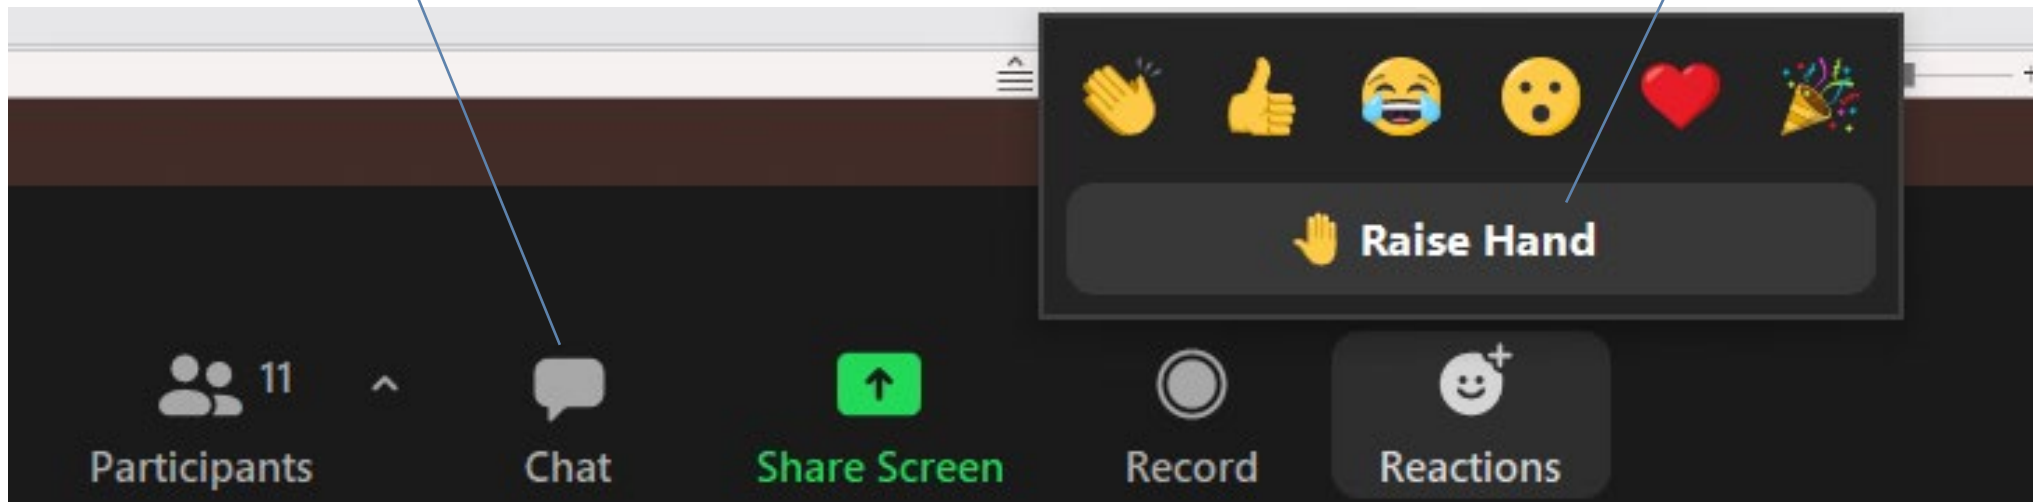 Raise Hand
11
Participants
Chat
Share Screen
Record
Reactions